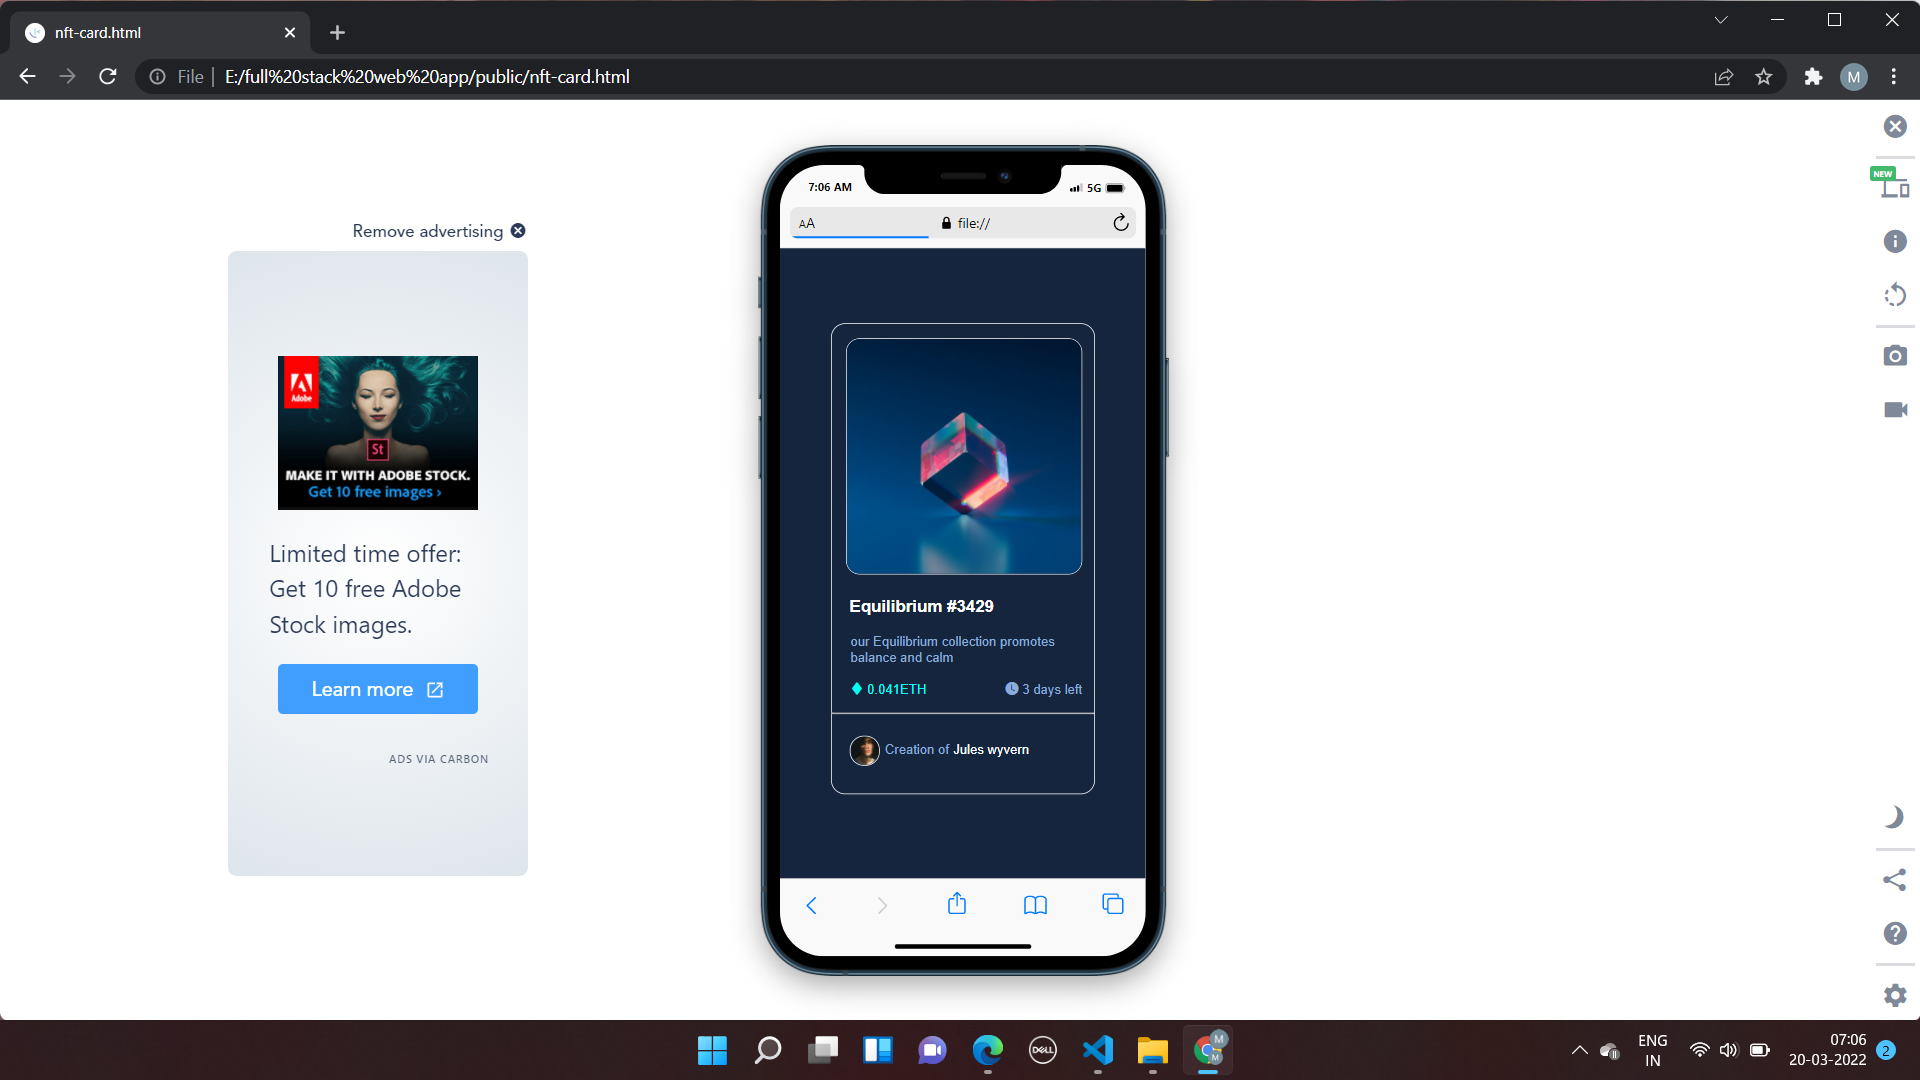 nft-card.html
File
E:/full%20stack%20web%20app/public/nft-card.html
M
NEW
Remove advertising
Adobe
St
MAKE IT WITH ADOBE STOCK.
Get 10 free images ›
Limited time offer:
Get 10 free Adobe
Stock images.
Learn more
ADS VIA CARBON
7:06 AM
5G
AA
file://
Equilibrium #3429
our Equilibrium collection promotes
balance and calm
0.041ETH
3 days left
Creation of Jules wyvern
DELL
M
M
ENG
IN
07:06
20-03-2022
2